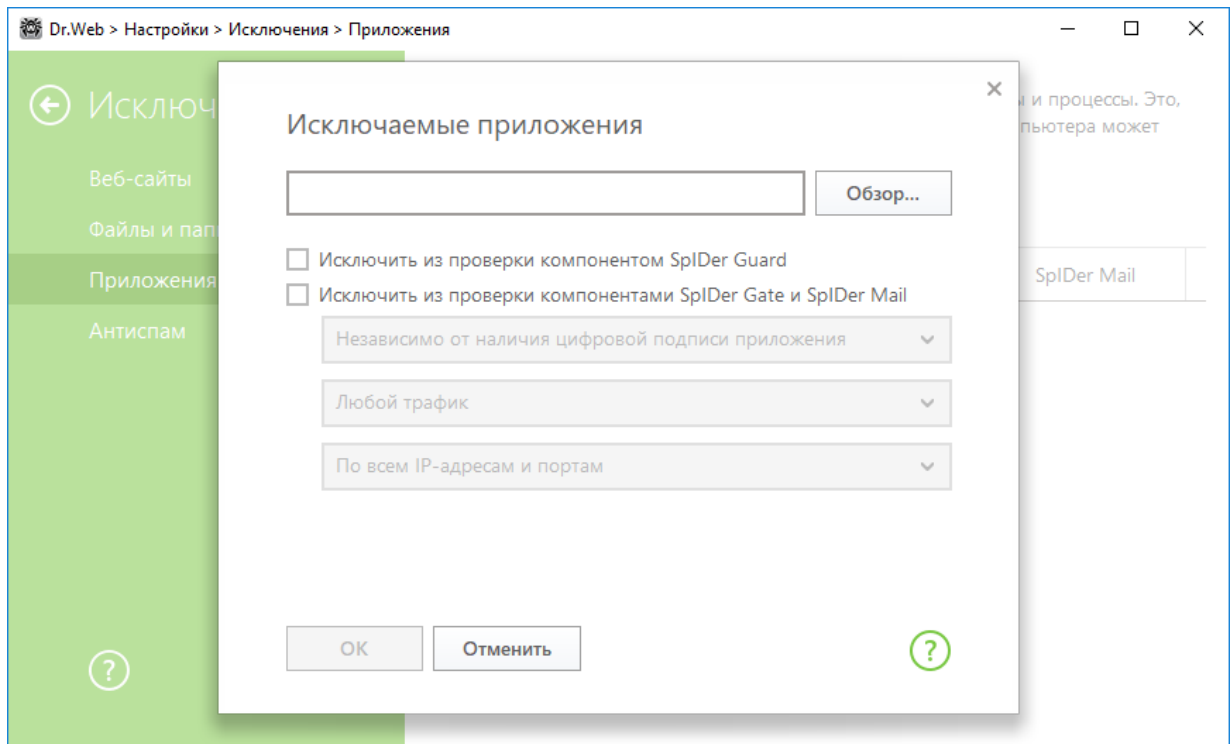 Dr.Web > Настройки > Исключения > Приложения
Исключ
Веб-сайты
Файлы и пап
Приложения
Антиспам
ы и процессы. Это,
пьютера может
SpIDer Mail
Исключаемые приложения
Обзор...
Исключить из проверки компонентом SpIDer Guard
Исключить из проверки компонентами SpIDer Gate и SpIDer Mail
Независимо от наличия цифровой подписи приложения
Любой трафик
По всем IP-адресам и портам
OK
Отменить
?
?